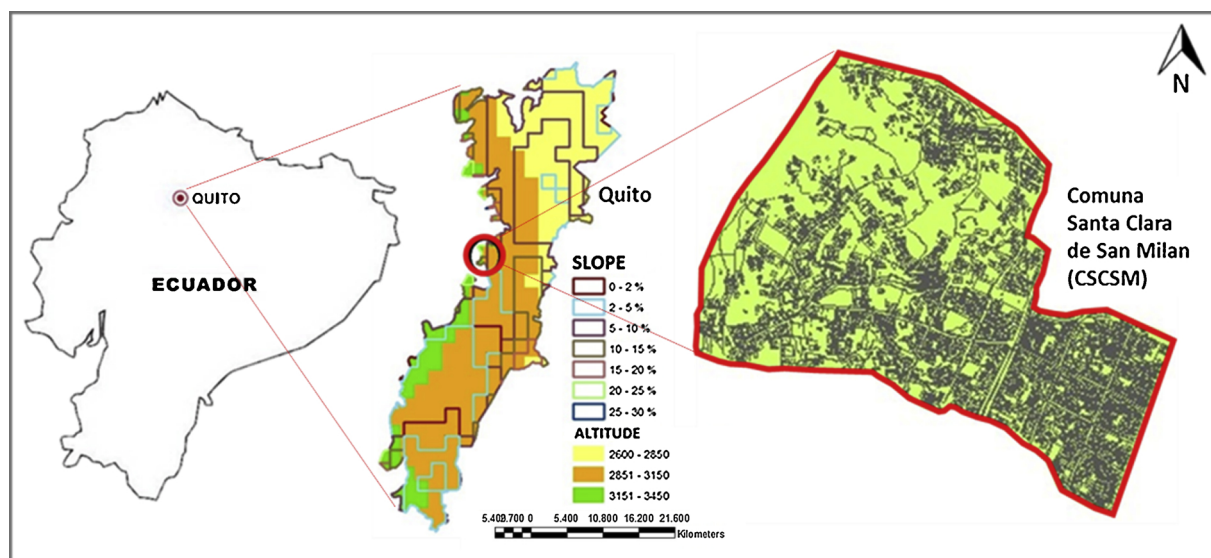 QUITO
ECUADOR
Quito
SLOPE
0 - 2 %
2 - 5 %
5 - 10 %
10 - 15 %
15 - 20 %
20 - 25 %
25 - 30 %
ALTITUDE
2600 - 2850
2851 - 3150
3151 - 3450
5.400 10.800 16.200 21.600
Kilometers
N
Comuna
Santa Clara
de San Milan
(CSCSM)